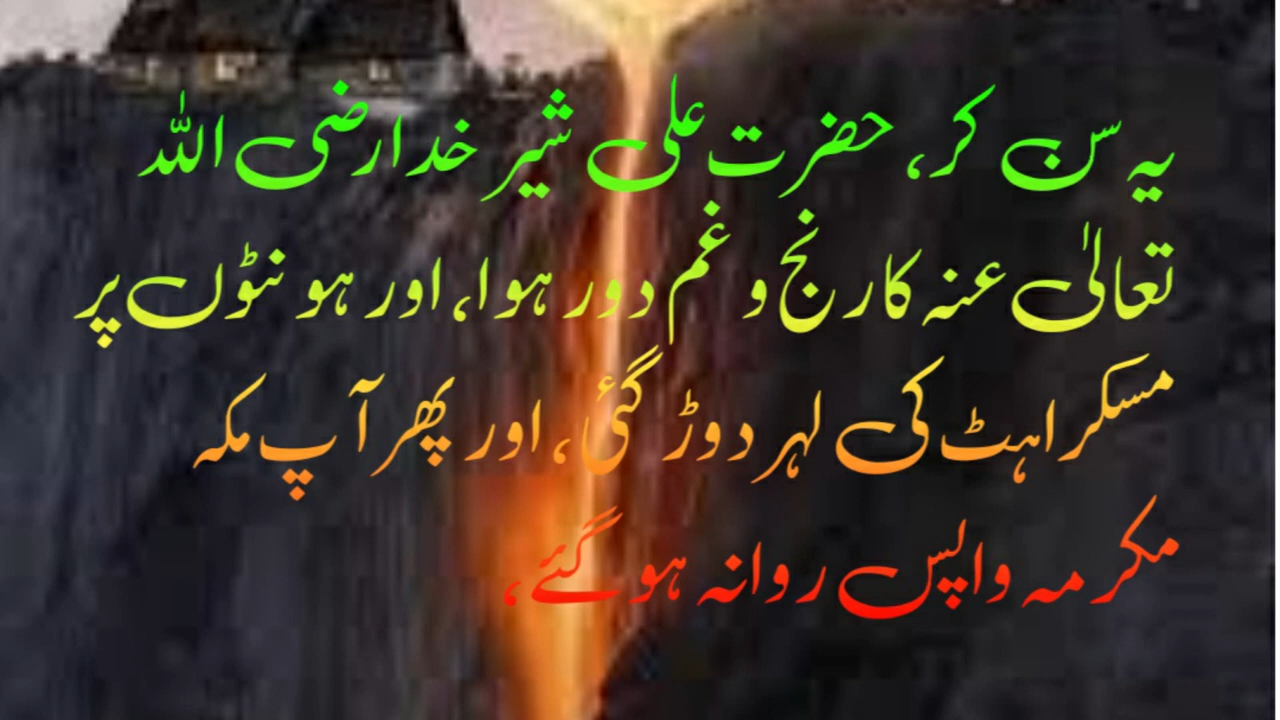 یہ سن کر، حضرت علی شیر خدا رضی اللہ
تعالیٰ عنہ کا رنج و غم دور ہوا، اور ہونٹوں پر
مسکراہٹ کی لہر دوڑ گئی، اور پھر آپ مکہ
مکرمہ واپس روانہ ہو گئے،